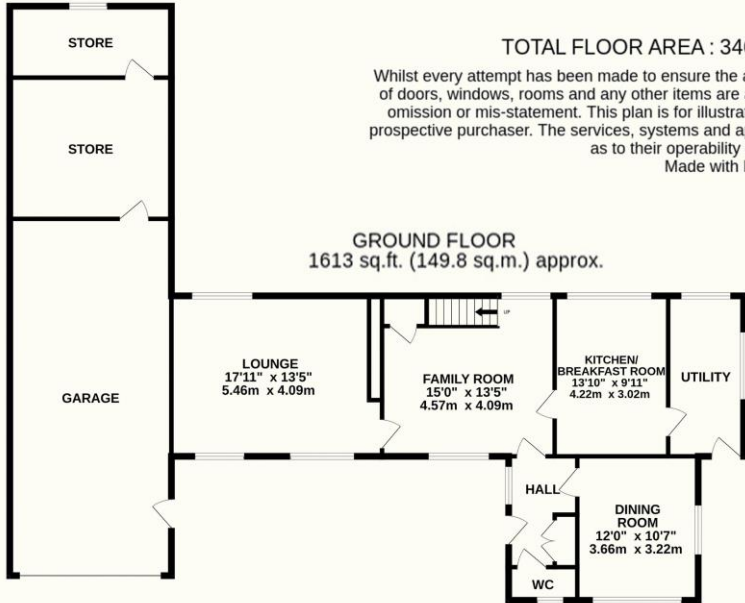 STORE
TOTAL FLOOR AREA : 340
Whilst every attempt has been made to ensure the a
of doors, windows, rooms and any other items are a
omission or mis-statement. This plan is for illustrat
prospective purchaser. The services, systems and ap
as to their operability
Made with
STORE
GROUND FLOOR
1613 sq.ft. (149.8 sq.m.) approx.
UP
GARAGE
LOUNGE
17'11" x 13'5"
5.46m x 4.09m
FAMILY ROOM
15'0" x 13'5"
4.57m x 4.09m
KITCHEN/
BREAKFAST ROOM
13'10" x 9'11"
4.22m x 3.02m
UTILITY
HALL
DINING
ROOM
12'0" x 10'7"
3.66m x 3.22m
WC